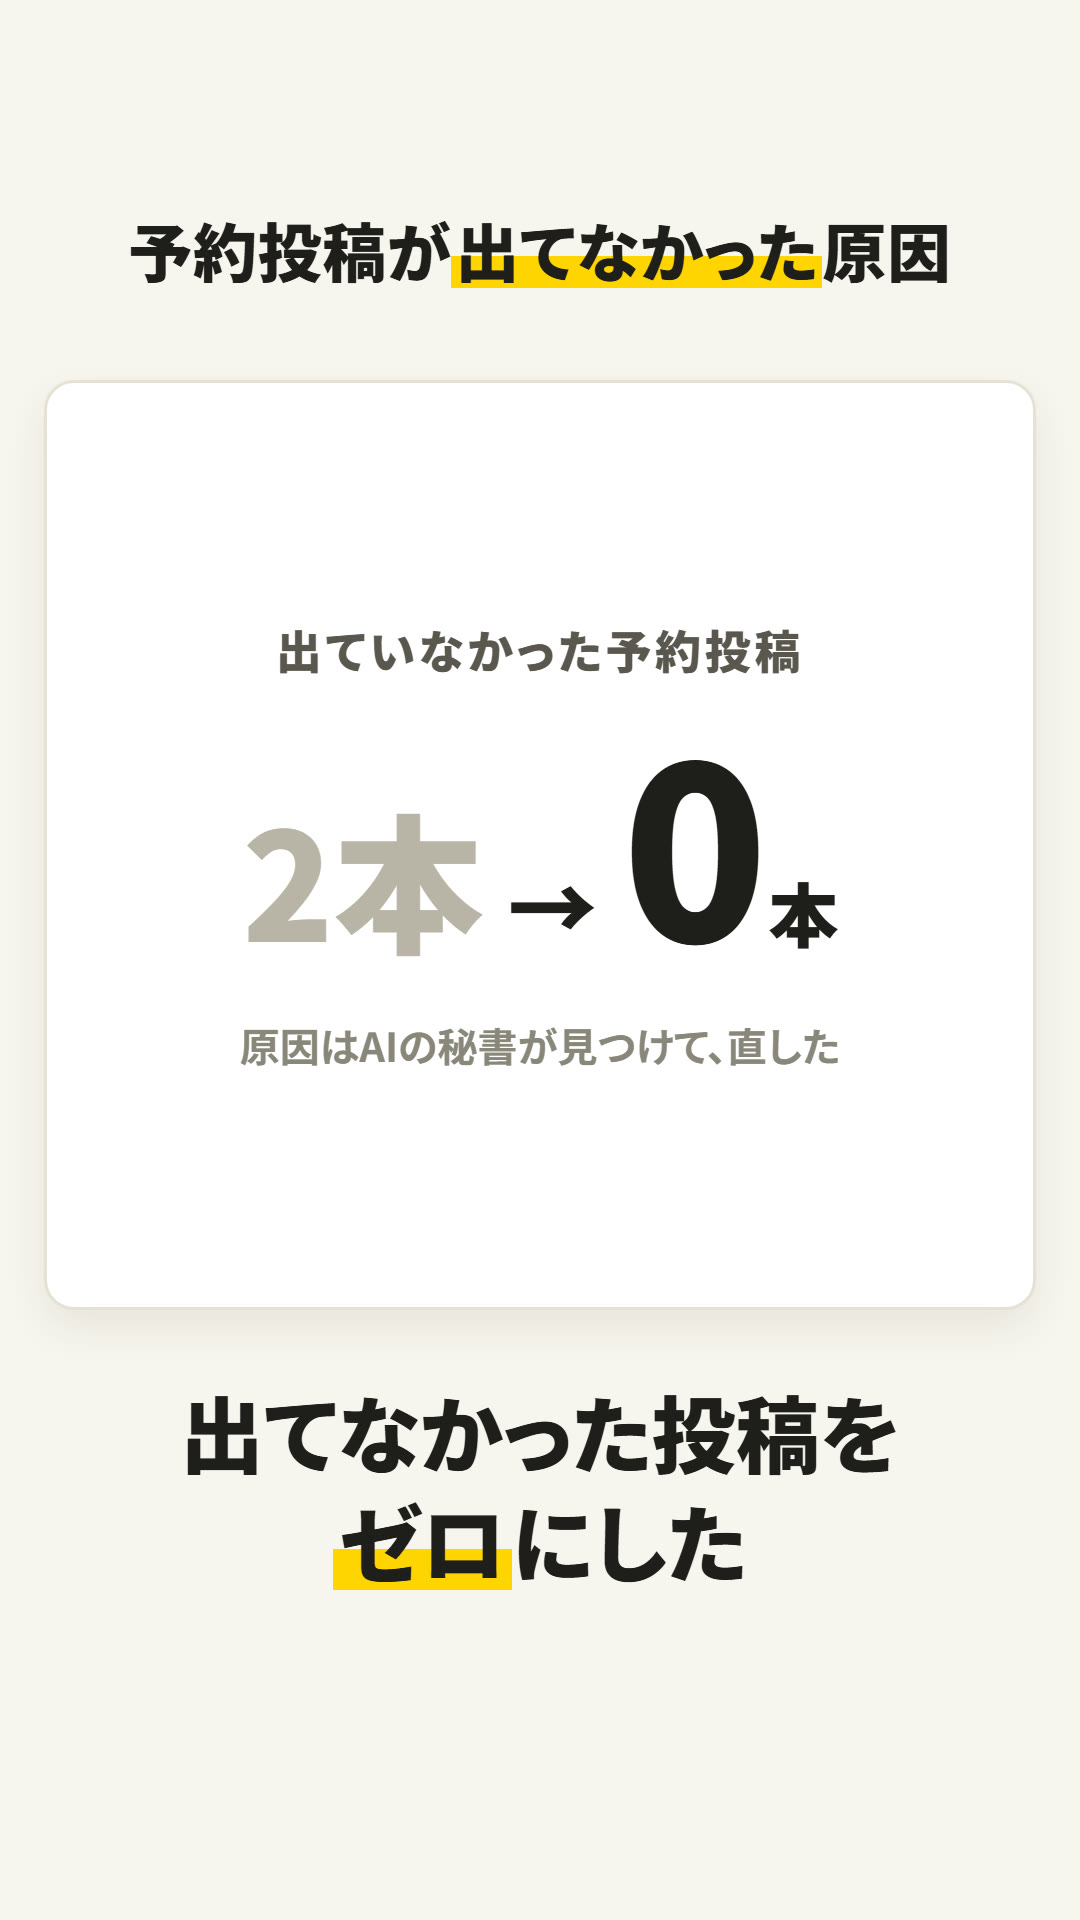 予約投稿が出てなかった原因
出ていなかった予約投稿
2本 → 0本
原因はAIの秘書が見つけて、直した
出てなかった投稿を
ゼロにした